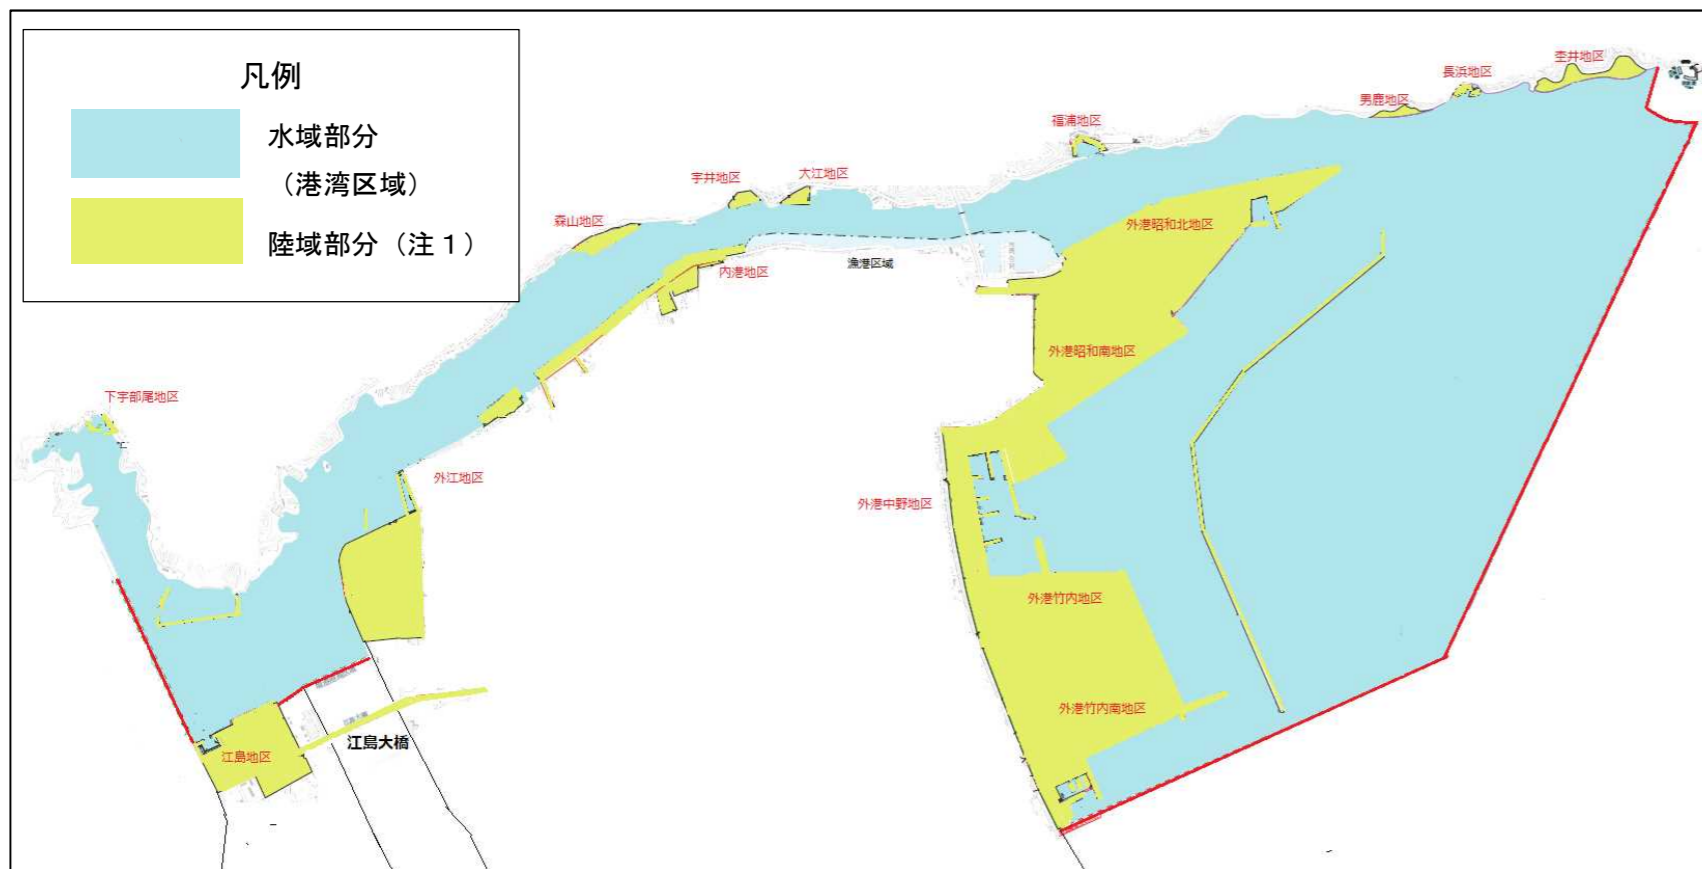 凡例
水域部分
（港湾区域）
陸域部分（注１）
杢井地区
長浜地区
男鹿地区
福浦地区
宇井地区
大江地区
森山地区
外港昭和北地区
内港地区
漁港区域
外港昭和南地区
下宇部尾地区
外江地区
外港中野地区
外港竹内地区
外港竹内南地区
江島大橋
江島地区